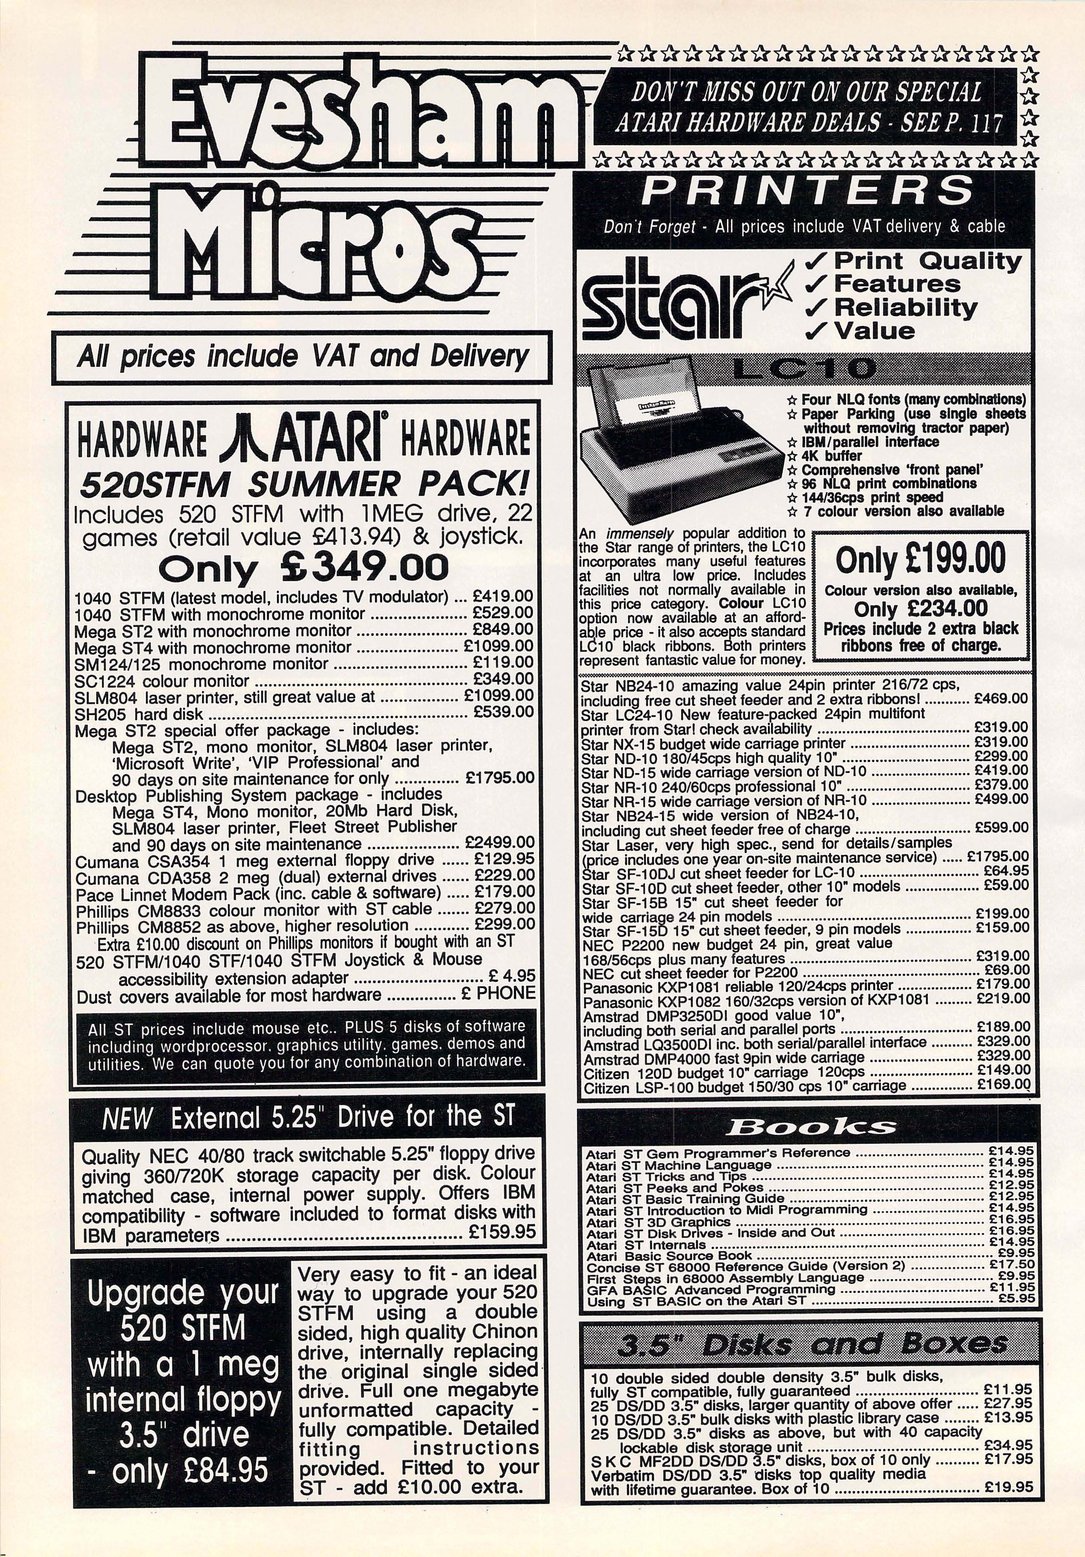 Evesham
Micros
DON'T MISS OUT ON OUR SPECIAL
ATARI HARDWARE DEALS - SEE P. 117
All prices include VAT and Delivery
HARDWARE ATARI® HARDWARE
520STFM SUMMER PACK!
Includes 520 STFM with 1MEG drive, 22
games (retail value £413.94) & joystick.
Only £349.00
1040 STFM (latest model, includes TV modulator) ... £419.00
1040 STFM with monochrome monitor ..................... £529.00
Mega ST2 with monochrome monitor ........................ £849.00
Mega ST4 with monochrome monitor ...................... £1099.00
SM124/125 monochrome monitor ............................. £119.00
SC1224 colour monitor ............................................ £349.00
SLM804 laser printer, still great value at .................. £1099.00
SH205 hard disk ..................................................... £539.00
Mega ST2 special offer package - includes:
Mega ST2, mono monitor, SLM804 laser printer,
'Microsoft Write', 'VIP Professional' and
90 days on site maintenance for only .............. £1795.00
Desktop Publishing System package - includes
Mega ST4, Mono monitor, 20Mb Hard Disk,
SLM804 laser printer, Fleet Street Publisher
and 90 days on site maintenance .................... £2499.00
Cumana CSA354 1 meg external floppy drive ...... £129.95
Cumana CDA358 2 meg (dual) external drives ...... £229.00
Pace Linnet Modem Pack (inc. cable & software) .... £179.00
Phillips CM8833 colour monitor with ST cable ....... £279.00
Phillips CM8852 as above, higher resolution ............ £299.00
Extra £10.00 discount on Phillips monitors if bought with an ST
520 STFM/1040 STF/1040 STFM Joystick & Mouse
accessibility extension adapter ............................ £ 4.95
Dust covers available for most hardware ............... £ PHONE
All ST prices include mouse etc.. PLUS 5 disks of software
including wordprocessor, graphics utility, games, demos and
utilities. We can quote you for any combination of hardware.
NEW External 5.25" Drive for the ST
Quality NEC 40/80 track switchable 5.25" floppy drive
giving 360/720K storage capacity per disk. Colour
matched case, internal power supply. Offers IBM
compatibility - software included to format disks with
IBM parameters ........................................ £159.95
Upgrade your
520 STFM
with a 1 meg
internal floppy
3.5" drive
- only £84.95
Very easy to fit - an ideal
way to upgrade your 520
STFM using a double
sided, high quality Chinon
drive, internally replacing
the original single sided
drive. Full one megabyte
unformatted capacity -
fully compatible. Detailed
fitting instructions
provided. Fitted to your
ST - add £10.00 extra.
PRINTERS
Don't Forget - All prices include VAT delivery & cable
star
✓ Print Quality
✓ Features
✓ Reliability
✓ Value
LC10
Evesham Micros
☆ Four NLQ fonts (many combinations)
☆ Paper Parking (use single sheets
without removing tractor paper)
☆ IBM/parallel interface
☆ 4K buffer
☆ Comprehensive 'front panel'
☆ 96 NLQ print combinations
☆ 144/36cps print speed
☆ 7 colour version also available
An immensely popular addition to
the Star range of printers, the LC10
incorporates many useful features
at an ultra low price. Includes
facilities not normally available in
this price category. Colour LC10
option now available at an afford-
able price - it also accepts standard
LC10 black ribbons. Both printers
represent fantastic value for money.
Only £199.00
Colour version also available,
Only £234.00
Prices include 2 extra black
ribbons free of charge.
Star NB24-10 amazing value 24pin printer 216/72 cps,
including free cut sheet feeder and 2 extra ribbons! .......... £469.00
Star LC24-10 New feature-packed 24pin multifont
printer from Star! check availability ................................ £319.00
Star NX-15 budget wide carriage printer ........................ £319.00
Star ND-10 180/45cps high quality 10" .......................... £299.00
Star ND-15 wide carriage version of ND-10 .................... £419.00
Star NR-10 240/60cps professional 10" ......................... £379.00
Star NR-15 wide carriage version of NR-10 .................... £499.00
Star NB24-15 wide version of NB24-10,
including cut sheet feeder free of charge ........................ £599.00
Star Laser, very high spec., send for details/samples
(price includes one year on-site maintenance service) ..... £1795.00
Star SF-10DJ cut sheet feeder for LC-10 ........................ £64.95
Star SF-10D cut sheet feeder, other 10" models ............... £59.00
Star SF-15B 15" cut sheet feeder for
wide carriage 24 pin models .......................................... £199.00
Star SF-15D 15" cut sheet feeder, 9 pin models ............... £159.00
NEC P2200 new budget 24 pin, great value
168/56cps plus many features ........................................ £319.00
NEC cut sheet feeder for P2200 ..................................... £69.00
Panasonic KXP1081 reliable 120/24cps printer .............. £179.00
Panasonic KXP1082 160/32cps version of KXP1081 ........ £219.00
Amstrad DMP3250DI good value 10",
including both serial and parallel ports ........................... £189.00
Amstrad LQ3500DI inc. both serial/parallel interface ........ £329.00
Amstrad DMP4000 fast 9pin wide carriage ..................... £329.00
Citizen 120D budget 10" carriage 120cps ....................... £149.00
Citizen LSP-100 budget 150/30 cps 10" carriage ............. £169.00
Books
Atari ST Gem Programmer's Reference ........................ £14.95
Atari ST Machine Language ........................................ £14.95
Atari ST Tricks and Tips ............................................. £14.95
Atari ST Peeks and Pokes .......................................... £12.95
Atari ST Basic Training Guide ..................................... £12.95
Atari ST Introduction to Midi Programming .................... £14.95
Atari ST 3D Graphics ................................................. £16.95
Atari ST Disk Drives - Inside and Out ........................... £16.95
Atari ST Internals ...................................................... £14.95
Atari Basic Source Book ............................................. £9.95
Concise ST 68000 Reference Guide (Version 2) ............. £17.50
First Steps in 68000 Assembly Language ...................... £9.95
GFA BASIC Advanced Programming ............................ £11.95
Using ST BASIC on the Atari ST .................................. £5.95
3.5" Disks and Boxes
10 double sided double density 3.5" bulk disks,
fully ST compatible, fully guaranteed ......................... £11.95
25 DS/DD 3.5" disks, larger quantity of above offer ..... £27.95
10 DS/DD 3.5" bulk disks with plastic library case ....... £13.95
25 DS/DD 3.5" disks as above, but with 40 capacity
lockable disk storage unit ................................... £34.95
S K C MF2DD DS/DD 3.5" disks, box of 10 only .......... £17.95
Verbatim DS/DD 3.5" disks top quality media
with lifetime guarantee. Box of 10 ............................. £19.95